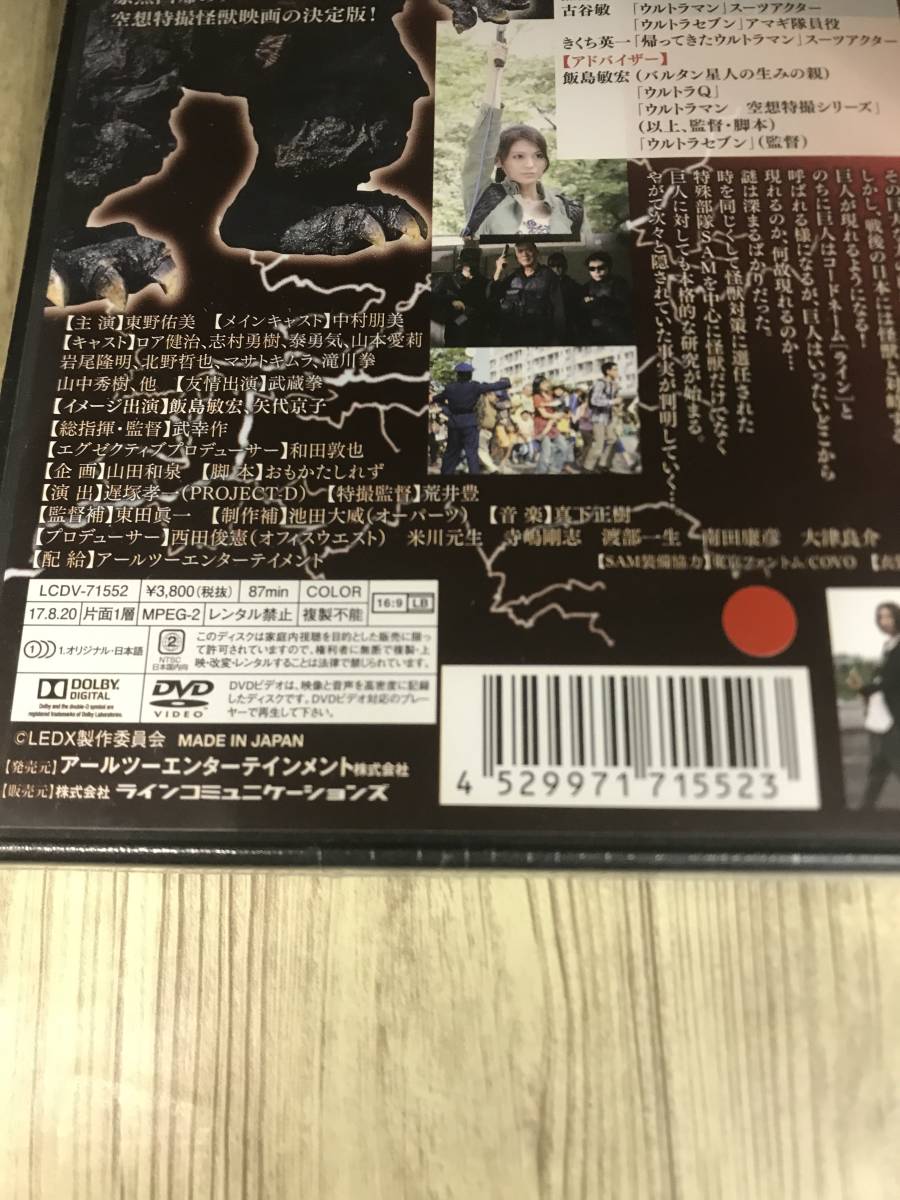 空想特撮怪獣映画の決定版!
古谷敏 「ウルトラマン」スーツアクター
「ウルトラセブン」アマギ隊員役
きくち英一「帰ってきたウルトラマン」スーツアクター
【アドバイザー】
飯島敏宏(バルタン星人の生みの親)
「ウルトラQ」
「ウルトラマン 空想特撮シリーズ」
(以上、監督・脚本)
「ウルトラセブン」(監督)
しかし、戦後の日本には怪獣と対峙する
巨人が現れるようになる!
のちに巨人はコードネーム「ライン」と
呼ばれる様になるが、巨人はいったいどこから
現れるのか、何故現れるのか…
謎は深まるばかりだった。
時を同じくして怪獣対策に選任された
特殊部隊SAMを中心に怪獣だけでなく
巨人に対しても本格的な研究が始まる。
やがて次々と隠されていた事実が判明していく…
【主 演】東野佑美 【メインキャスト】中村朋美
【キャスト】ロア健治、志村勇樹、泰勇気、山本愛莉
岩尾隆明、北野哲也、マサトキムラ、滝川拳
山中秀樹、他 【友情出演】武蔵拳
【イメージ出演】飯島敏宏、矢代京子
【総指揮・監督】武幸作
【エグゼクティブプロデューサー】和田敦也
【企 画】山田和泉 【脚 本】おもかたしれず
【演 出】遅塚孝一(PROJECT-D) 【特撮監督】荒井豊
【監督補】東田眞一 【制作補】池田大威(オーパーツ) 【音 楽】真下正樹
【プロデューサー】西田俊憲(オフィスウエスト) 米川元生 寺嶋剛志 渡部一生 南田康彦 大津良介
【配 給】アールツーエンターテイメント
【SAM装備協力】東京ファントム COVO
LCDV-71552 ¥3,800(税抜) 87min COLOR 16:9 LB
17.8.20 片面1層 MPEG-2 レンタル禁止 複製不能
1.オリジナル・日本語
2 NTSC 日本国内向
このディスクは家庭内視聴を目的とした販売に限っ
て許可されていますので、権利者に無断で複製・上
映・改変・レンタルすることは法律で禁じられています。
DOLBY DIGITAL
Dolby and the double-D symbol are
registered trademarks of Dolby Laboratories.
DVD VIDEO
DVDビデオは、映像と音声を高密度に記録
したディスクです。DVDビデオ対応のプレー
ヤーで再生して下さい。
©LEDX製作委員会 MADE IN JAPAN
【発売元】アールツーエンターテインメント株式会社
【販売元】株式会社 ラインコミュニケーションズ
4 529971 715523